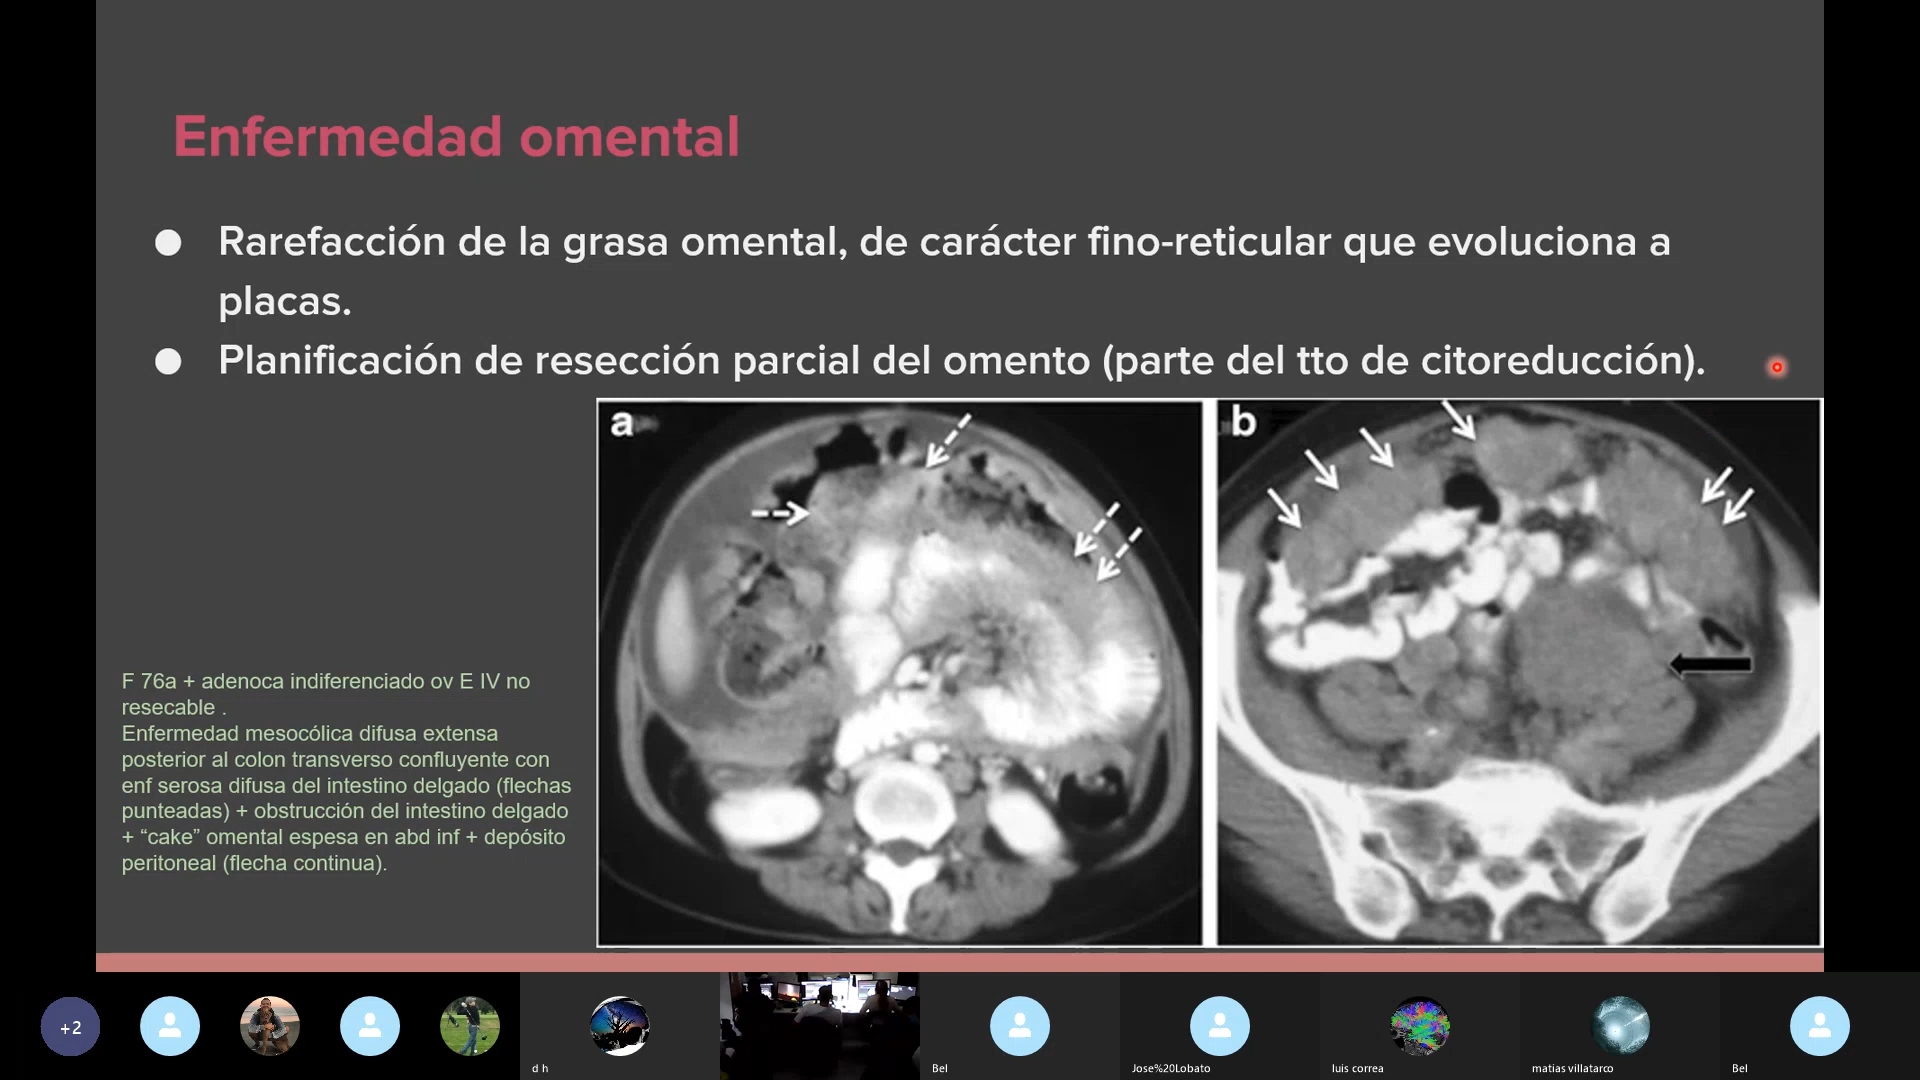 Enfermedad omental
● Rarefacción de la grasa omental, de carácter fino-reticular que evoluciona a
placas.
● Planificación de resección parcial del omento (parte del tto de citoreducción).
a
b
F 76a + adenoca indiferenciado ov E IV no
resecable .
Enfermedad mesocólica difusa extensa
posterior al colon transverso confluyente con
enf serosa difusa del intestino delgado (flechas
punteadas) + obstrucción del intestino delgado
+ “cake” omental espesa en abd inf + depósito
peritoneal (flecha continua).
+2
d h
Bel
Jose%20Lobato
luis correa
matias villatarco
Bel